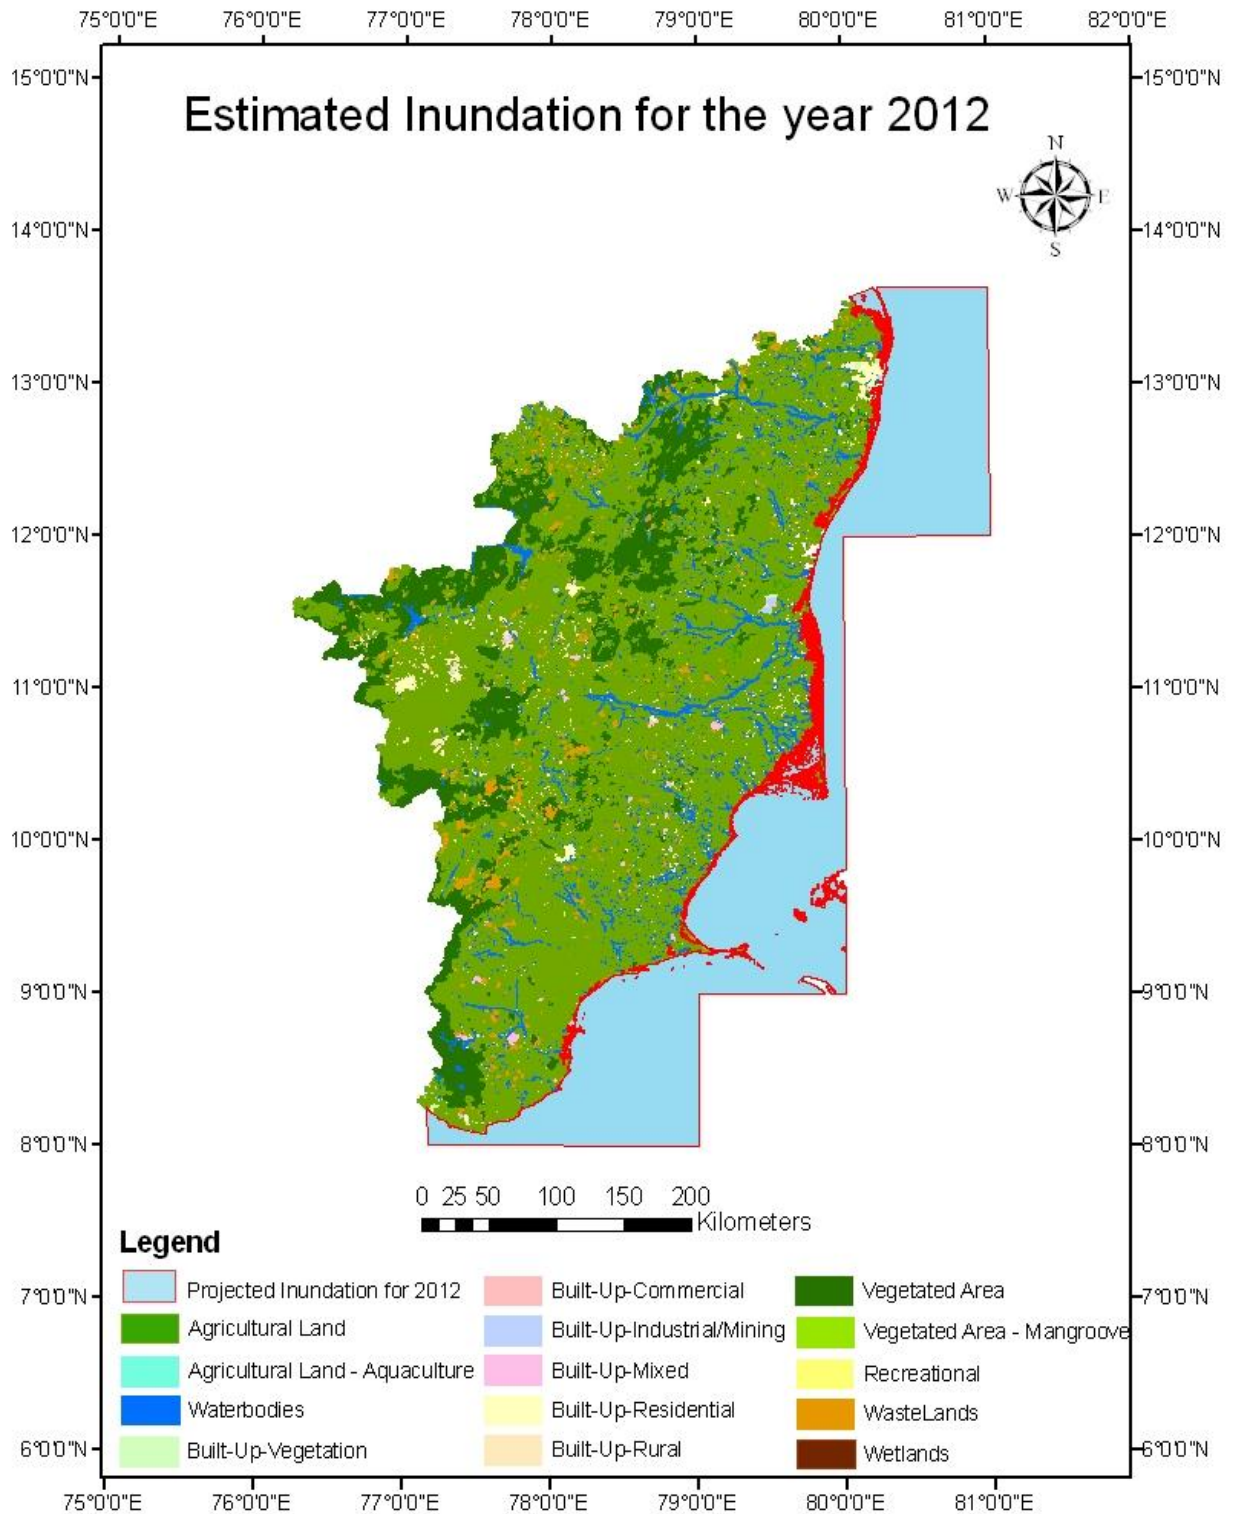 75°0'0"E 76°0'0"E 77°0'0"E 78°0'0"E 79°0'0"E 80°0'0"E 81°0'0"E 82°0'0"E
15°0'0"N 15°0'0"N
Estimated Inundation for the year 2012
N
W E
S
14°0'0"N 14°0'0"N
13°0'0"N 13°0'0"N
12°0'0"N 12°0'0"N
11°0'0"N 11°0'0"N
10°0'0"N 10°0'0"N
9°0'0"N 9°0'0"N
8°0'0"N 8°0'0"N
0 25 50 100 150 200
Kilometers
Legend
Projected Inundation for 2012 Built-Up-Commercial Vegetated Area
7°0'0"N 7°0'0"N
Agricultural Land Built-Up-Industrial/Mining Vegetated Area - Mangroove
Agricultural Land - Aquaculture Built-Up-Mixed Recreational
Waterbodies Built-Up-Residential WasteLands
6°0'0"N 6°0'0"N
Built-Up-Vegetation Built-Up-Rural Wetlands
75°0'0"E 76°0'0"E 77°0'0"E 78°0'0"E 79°0'0"E 80°0'0"E 81°0'0"E